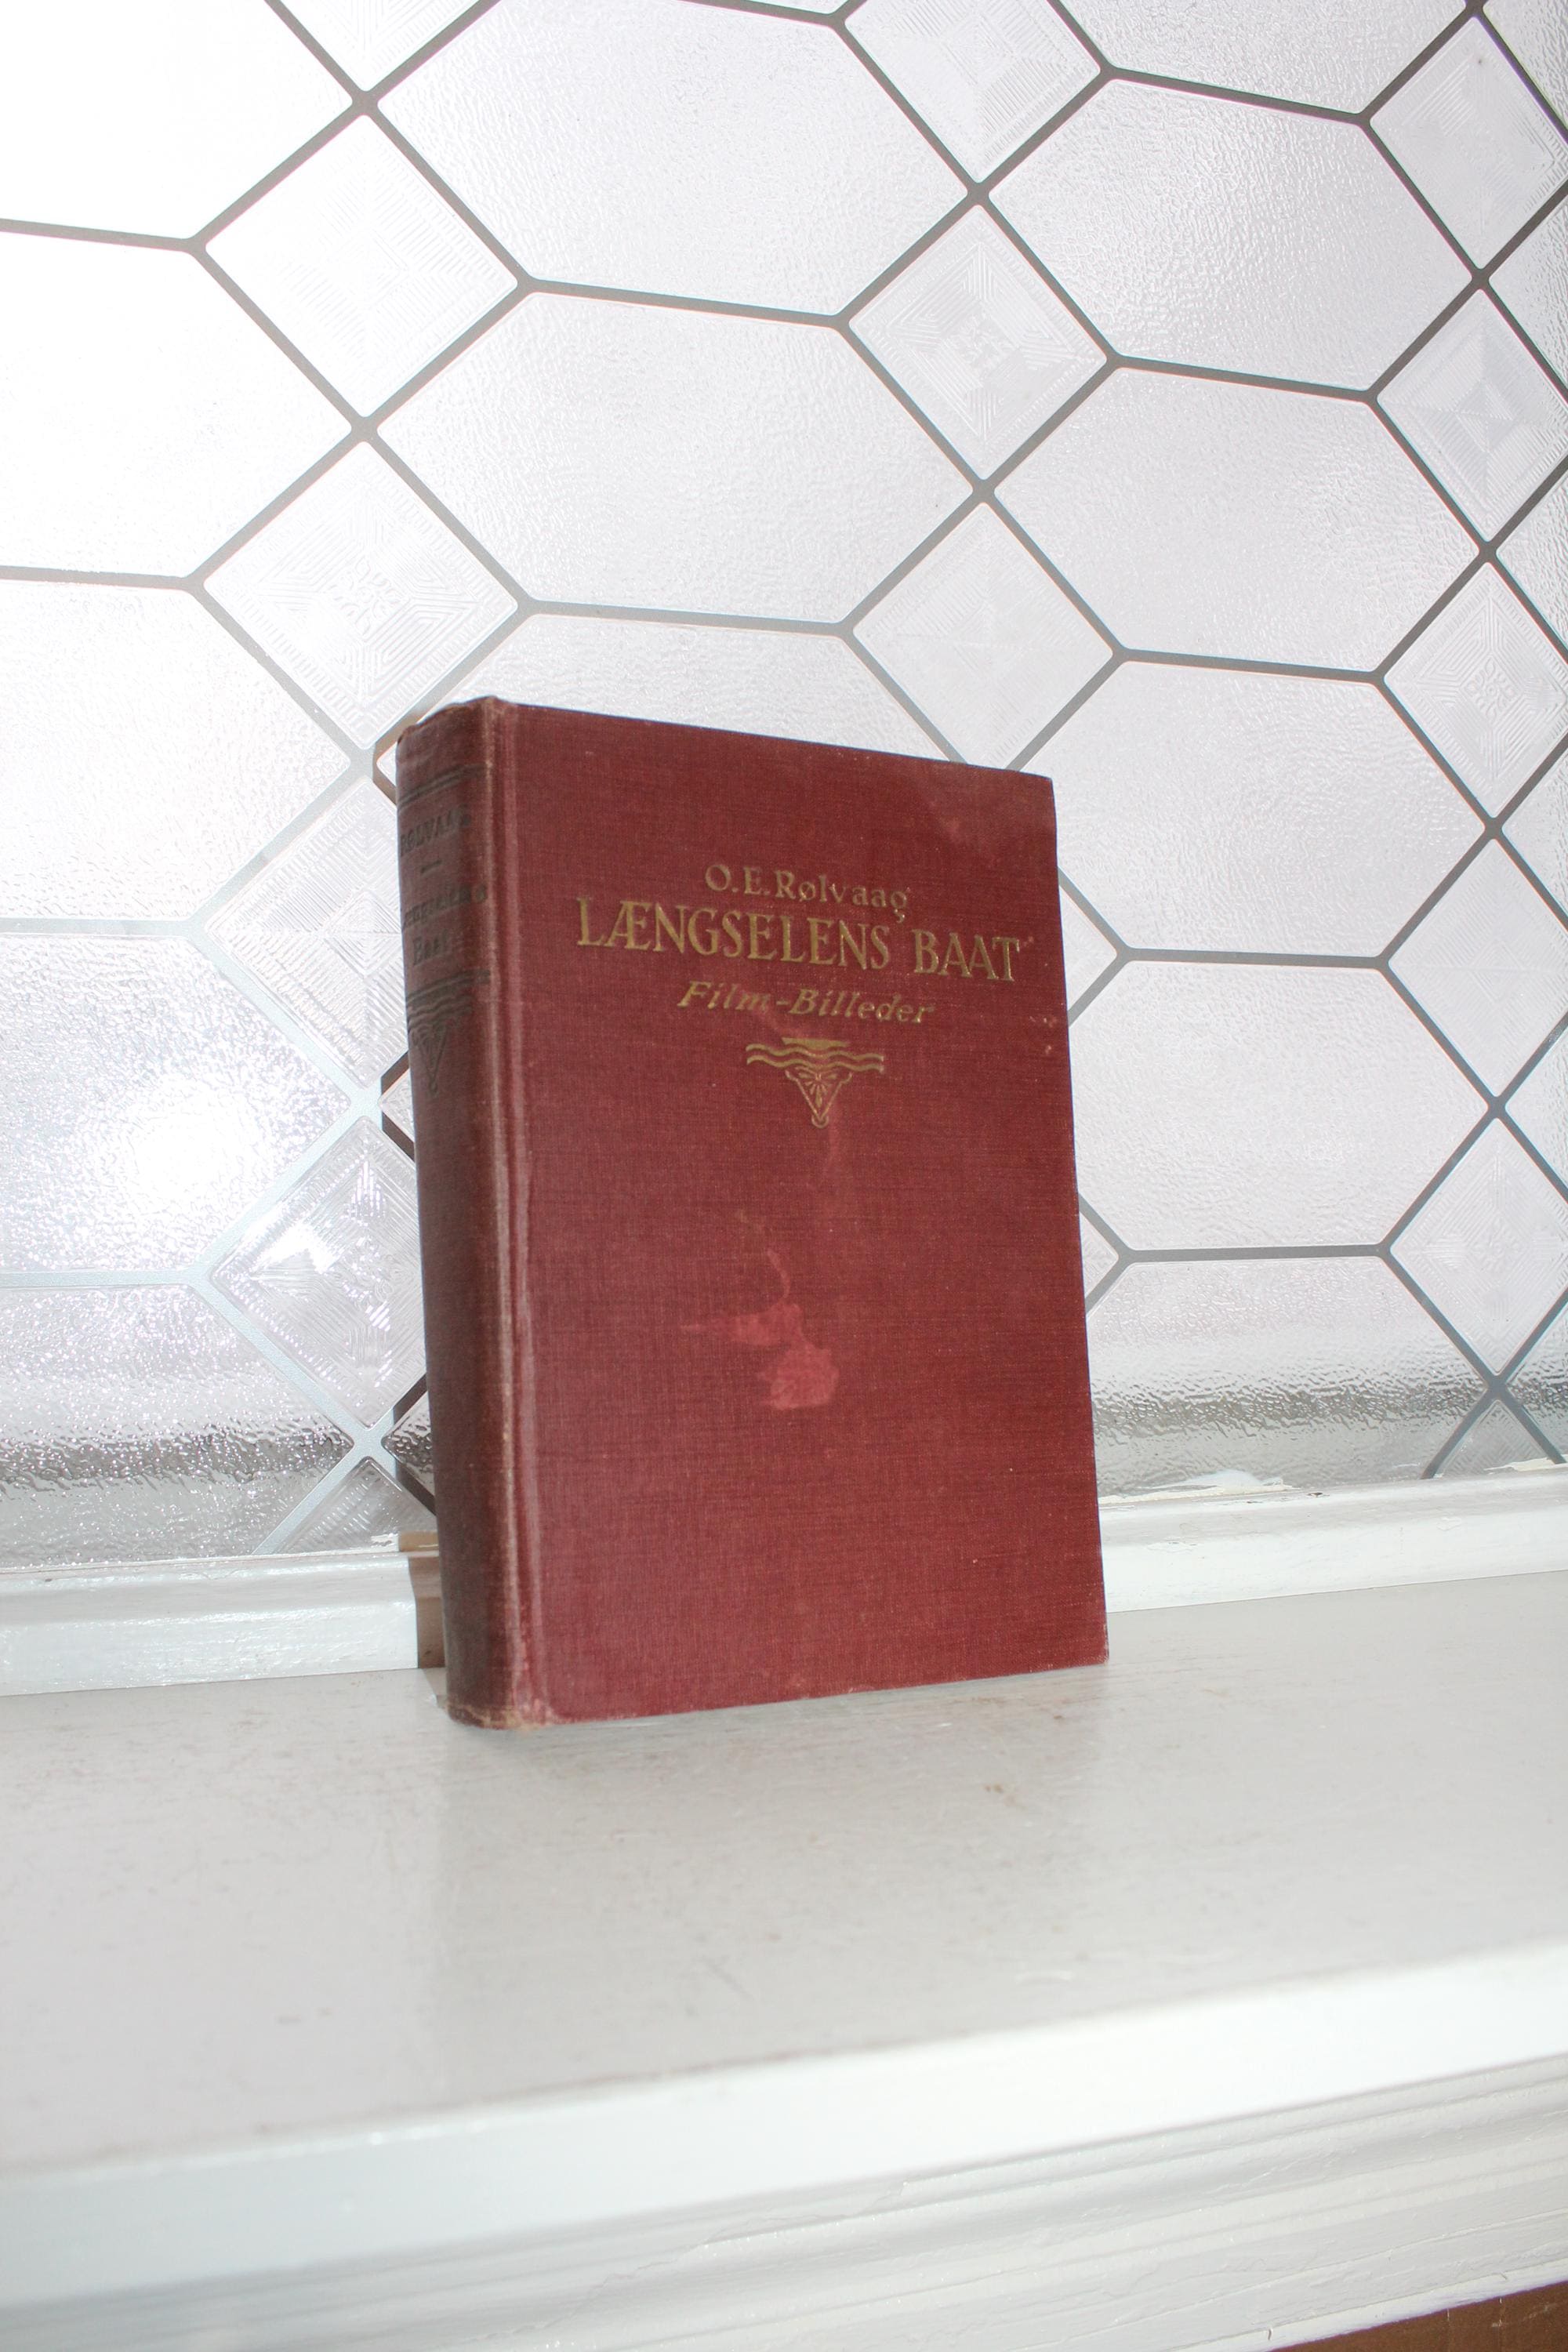 O. E. Rølvaag
LÆNGSELENS BAAT
Film-Billeder